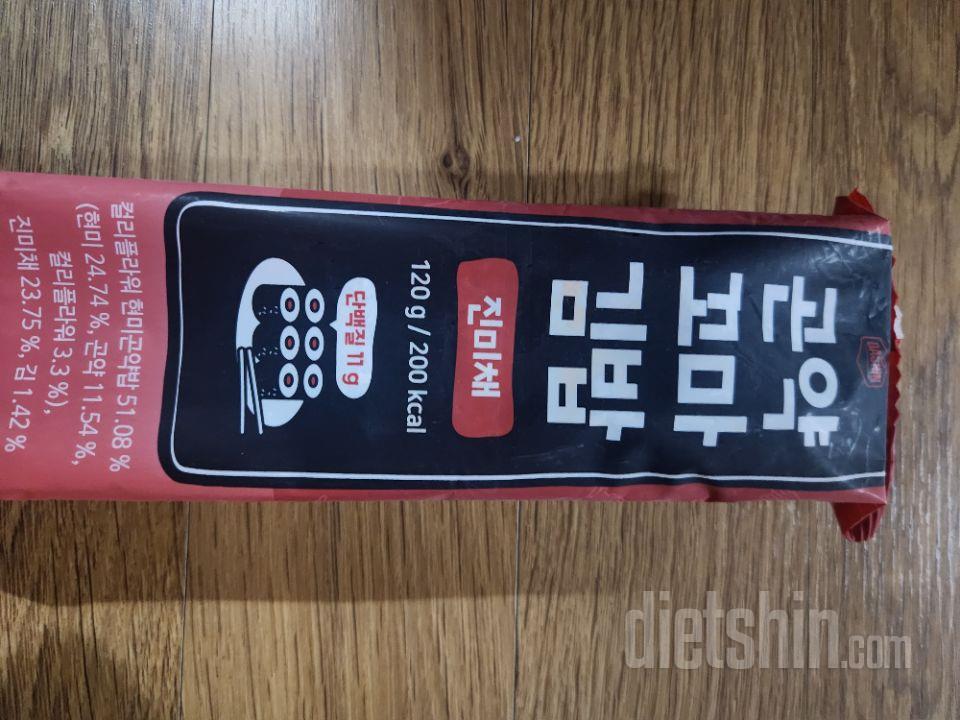 곤약
꼬마
김밥
진미채
120 g / 200 kcal
단백질 11 g
컬리플라워 현미곤약밥 51.08 %
(현미 24.74 %, 곤약 11.54 %,
컬리플라워 3.3 %),
진미채 23.75 %, 김 1.42 %
dietshin.com